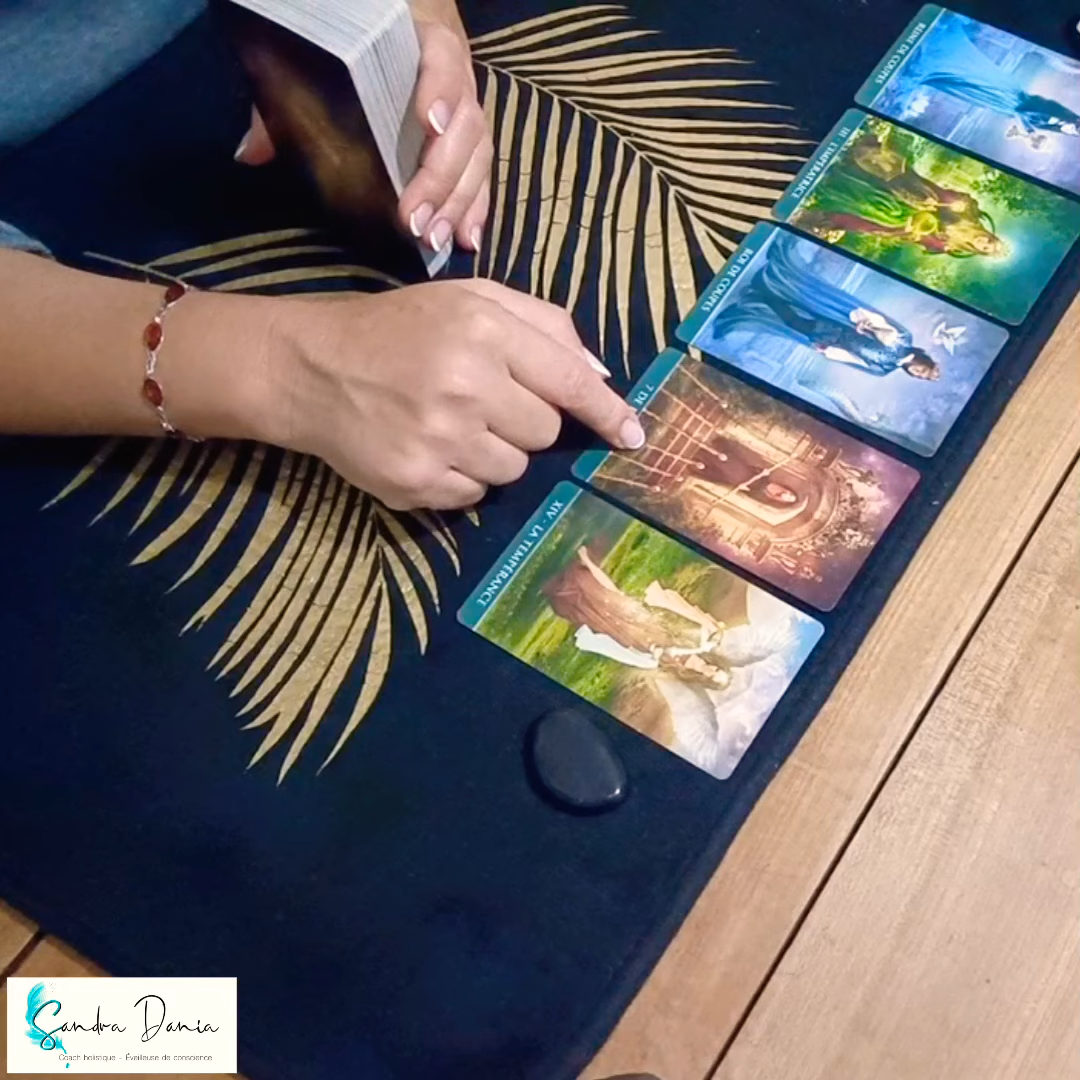 REINE DE COUPES
III - L'IMPÉRATRICE
ROI DE COUPES
7 DE
XIV - LA TEMPÉRANCE
Sandra Dania
Coach holistique - Éveilleuse de conscience